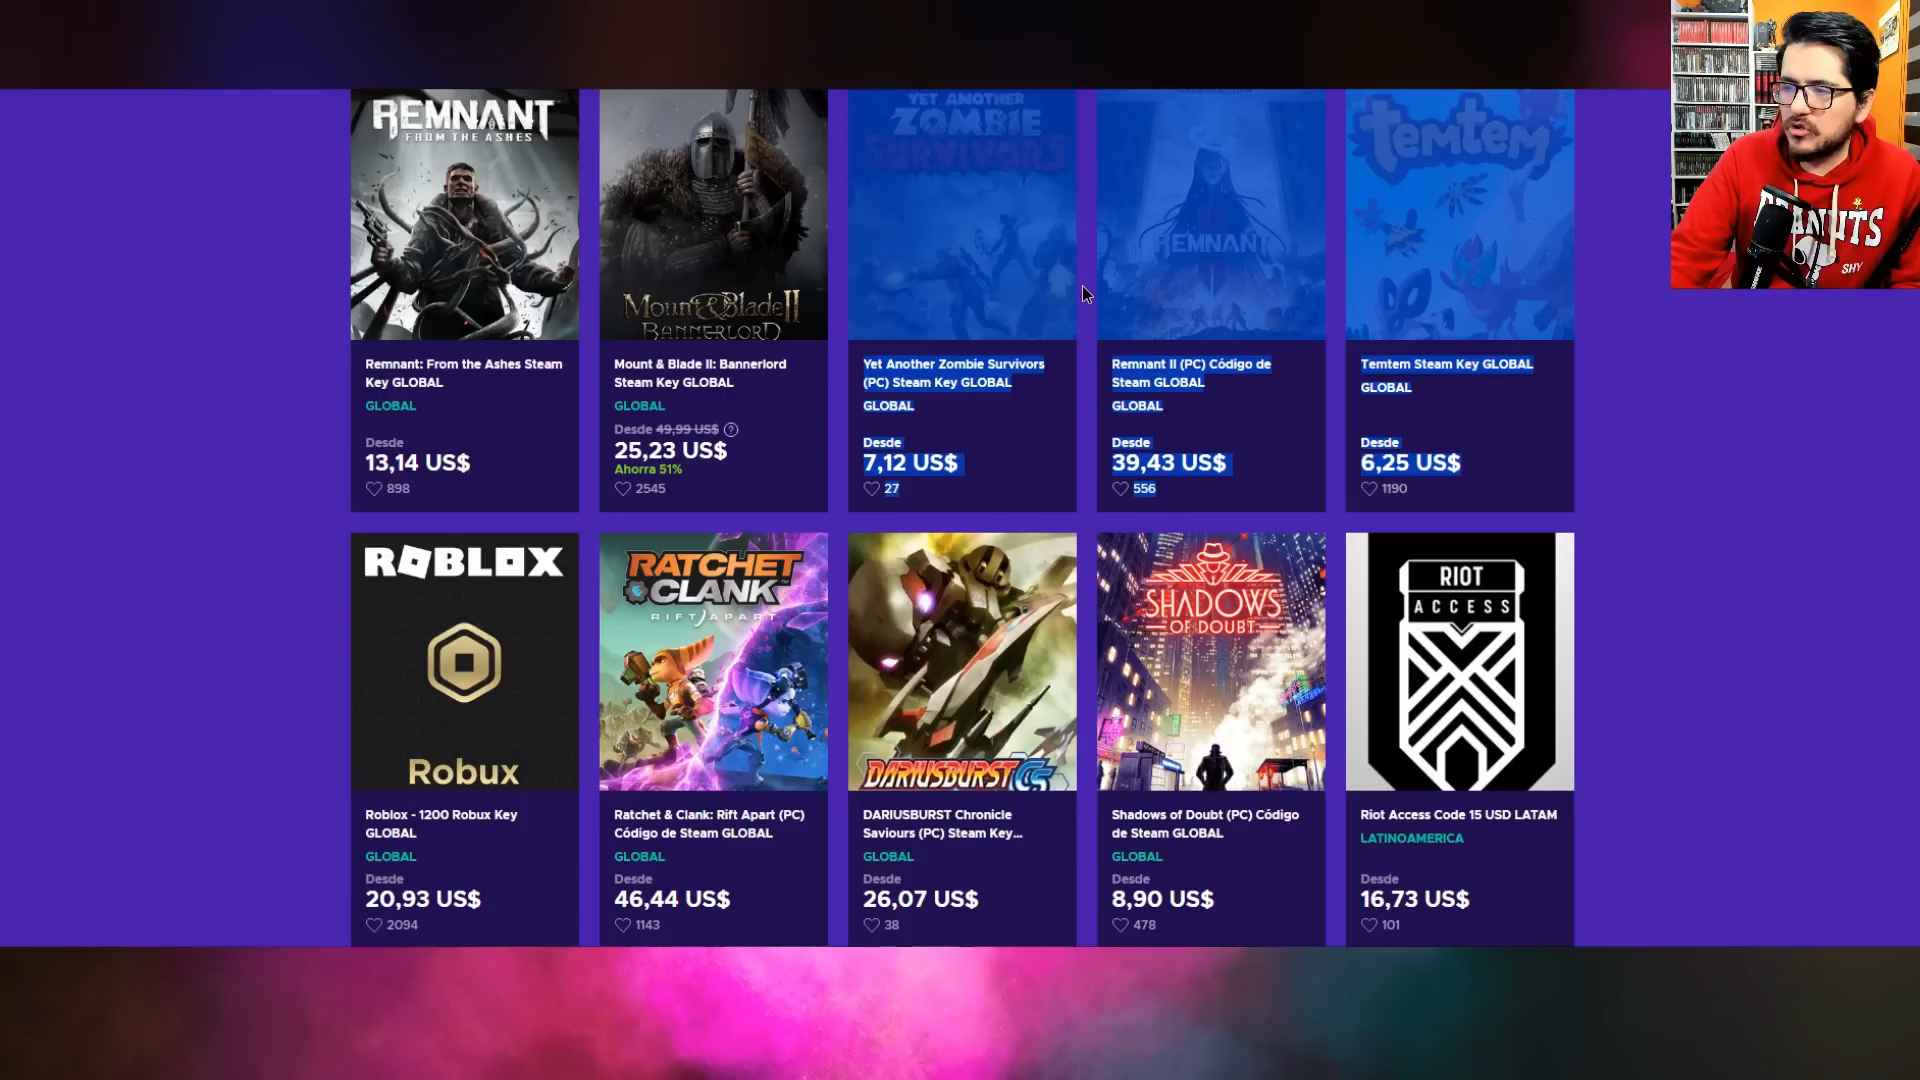 REMNANT
FROM THE ASHES
Remnant: From the Ashes Steam
Key GLOBAL
GLOBAL
Desde
13,14 US$
898
Mount & Blade II
BANNERLORD
Mount & Blade II: Bannerlord
Steam Key GLOBAL
GLOBAL
Desde 49,99 US$ ?
25,23 US$
Ahorra 51%
2545
YET ANOTHER
ZOMBIE
SURVIVORS
Yet Another Zombie Survivors
(PC) Steam Key GLOBAL
GLOBAL
Desde
7,12 US$
27
REMNANT
Remnant II (PC) Código de
Steam GLOBAL
GLOBAL
Desde
39,43 US$
556
temtem
Temtem Steam Key GLOBAL
GLOBAL
Desde
6,25 US$
1190
ROBLOX
Robux
Roblox - 1200 Robux Key
GLOBAL
GLOBAL
Desde
20,93 US$
2094
RATCHET
CLANK
RIFT APART
Ratchet & Clank: Rift Apart (PC)
Código de Steam GLOBAL
GLOBAL
Desde
46,44 US$
1143
DARIUSBURST CS
DARIUSBURST Chronicle
Saviours (PC) Steam Key...
GLOBAL
Desde
26,07 US$
38
SHADOWS
OF DOUBT
Shadows of Doubt (PC) Código
de Steam GLOBAL
GLOBAL
Desde
8,90 US$
478
RIOT
ACCESS
Riot Access Code 15 USD LATAM
LATINOAMERICA
Desde
16,73 US$
101
PEANUTS
SHY